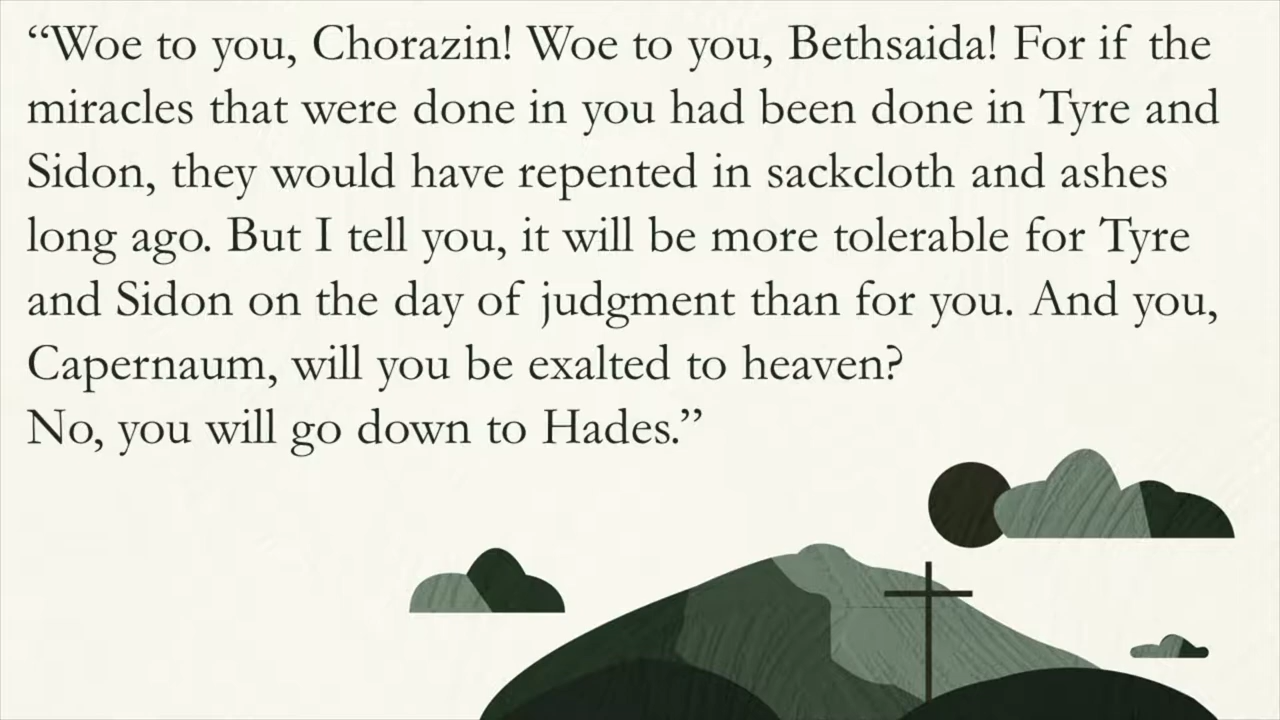 “Woe to you, Chorazin! Woe to you, Bethsaida! For if the
miracles that were done in you had been done in Tyre and
Sidon, they would have repented in sackcloth and ashes
long ago. But I tell you, it will be more tolerable for Tyre
and Sidon on the day of judgment than for you. And you,
Capernaum, will you be exalted to heaven?
No, you will go down to Hades.”